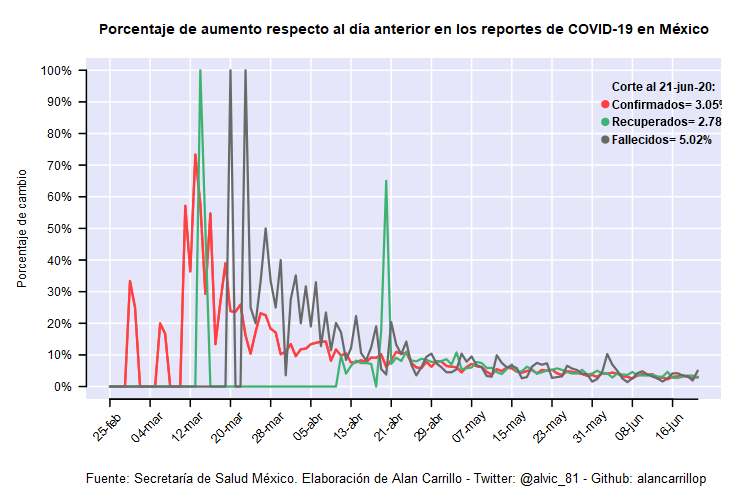 Porcentaje de aumento respecto al día anterior en los reportes de COVID-19 en México
Porcentaje de cambio
100%
90%
80%
70%
60%
50%
40%
30%
20%
10%
0%
Corte al 21-jun-20:
Confirmados= 3.05%
Recuperados= 2.78
Fallecidos= 5.02%
25-feb
04-mar
12-mar
20-mar
28-mar
05-abr
13-abr
21-abr
29-abr
07-may
15-may
23-may
31-may
08-jun
16-jun
Fuente: Secretaría de Salud México. Elaboración de Alan Carrillo - Twitter: @alvic_81 - Github: alancarrillop